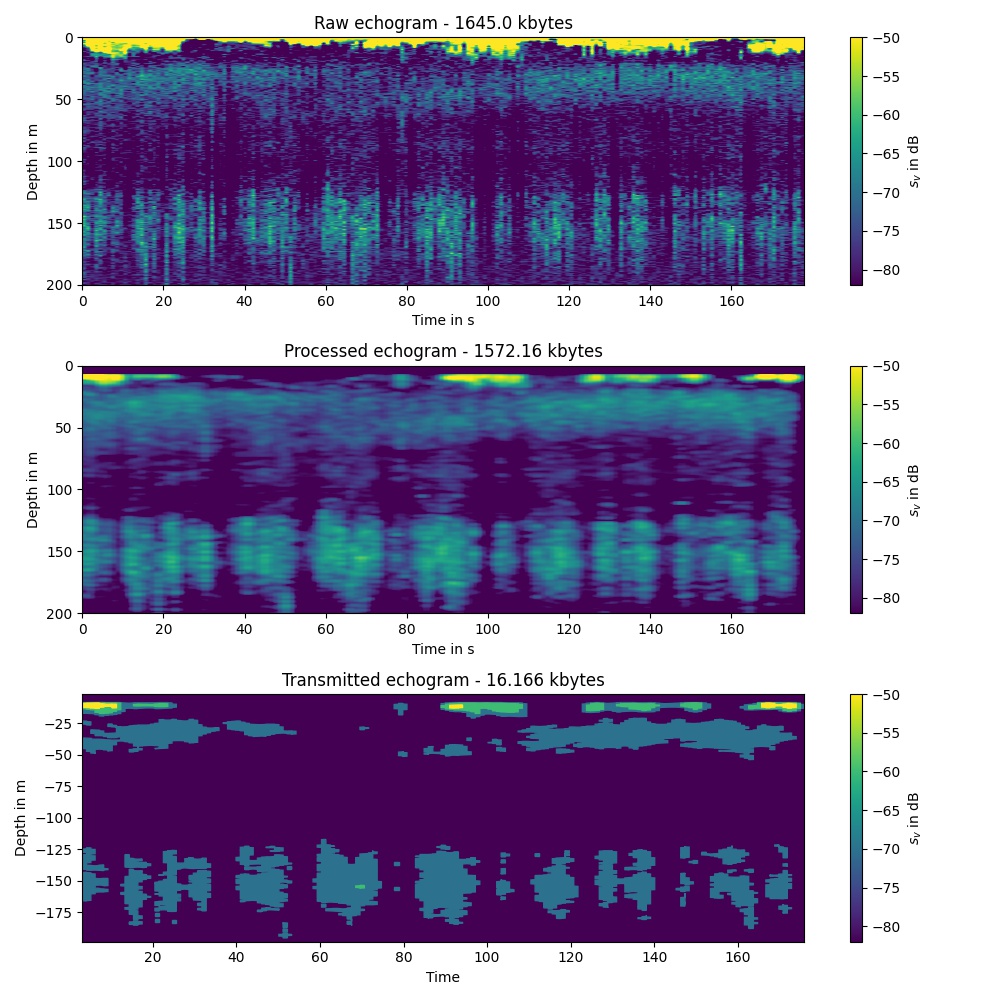 Raw echogram - 1645.0 kbytes
0
50
100
150
200
Depth in m
0 20 40 60 80 100 120 140 160
Time in s
−50
−55
−60
−65
−70
−75
−80
sv in dB
Processed echogram - 1572.16 kbytes
0
50
100
150
200
Depth in m
0 20 40 60 80 100 120 140 160
Time in s
−50
−55
−60
−65
−70
−75
−80
sv in dB
Transmitted echogram - 16.166 kbytes
−25
−50
−75
−100
−125
−150
−175
Depth in m
20 40 60 80 100 120 140 160
Time
−50
−55
−60
−65
−70
−75
−80
sv in dB